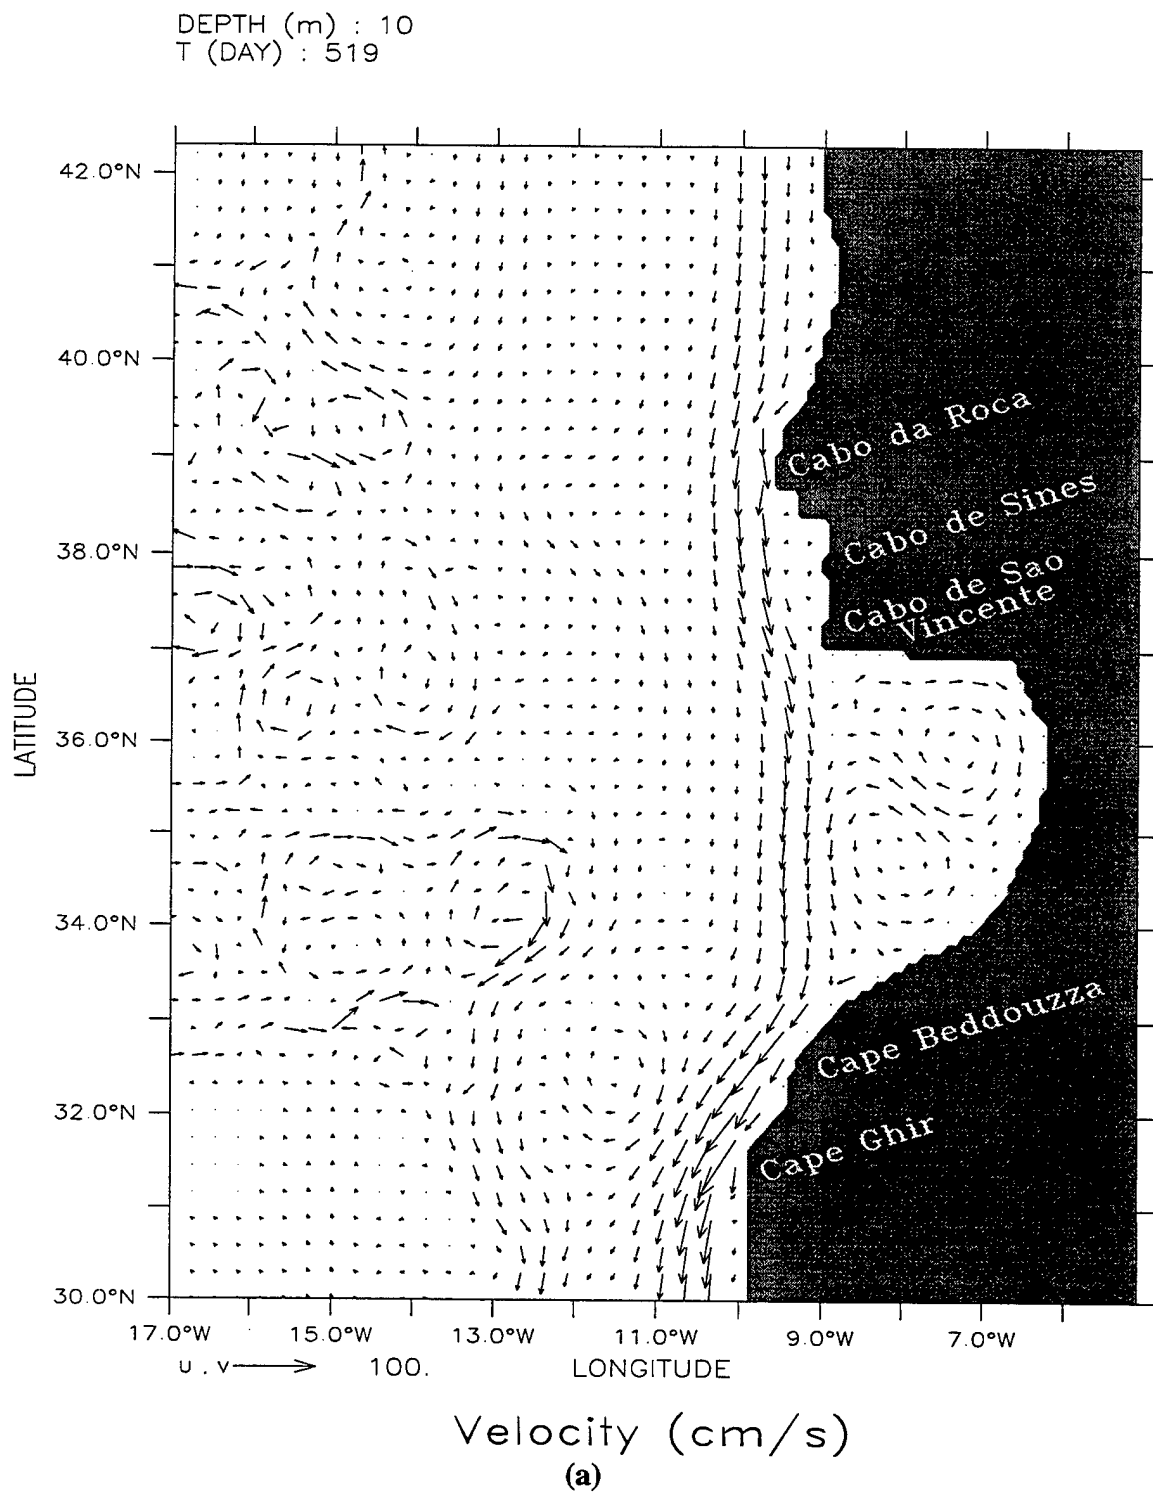 DEPTH (m) : 10
T (DAY) : 519
42.0°N
40.0°N
38.0°N
36.0°N
34.0°N
32.0°N
30.0°N
LATITUDE
Cabo da Roca
Cabo de Sines
Cabo de Sao
Vincente
Cape Beddouzza
Cape Ghir
17.0°W 15.0°W 13.0°W 11.0°W 9.0°W 7.0°W
u , v 100. LONGITUDE
Velocity (cm/s)
(a)